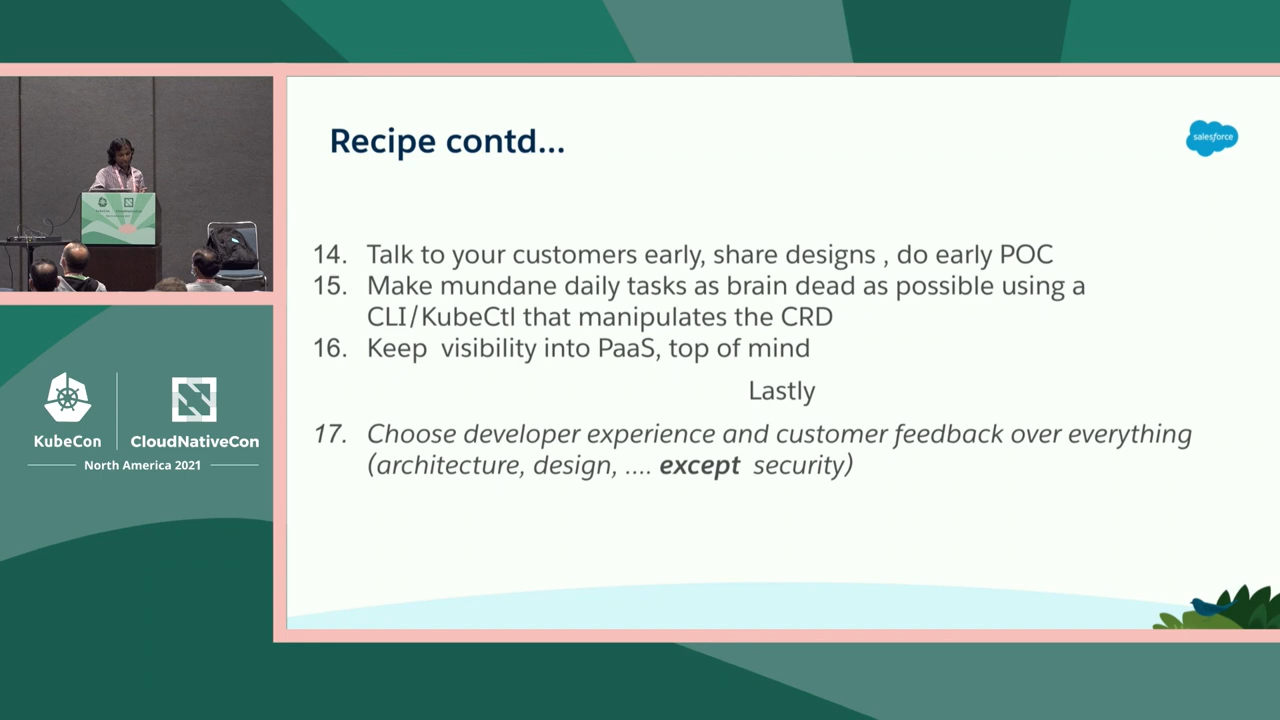 Recipe contd...
salesforce
14. Talk to your customers early, share designs , do early POC
15. Make mundane daily tasks as brain dead as possible using a
CLI/KubeCtl that manipulates the CRD
16. Keep  visibility into PaaS, top of mind
Lastly
17. Choose developer experience and customer feedback over everything
(architecture, design, .... except  security)
KubeCon
CloudNativeCon
North America 2021